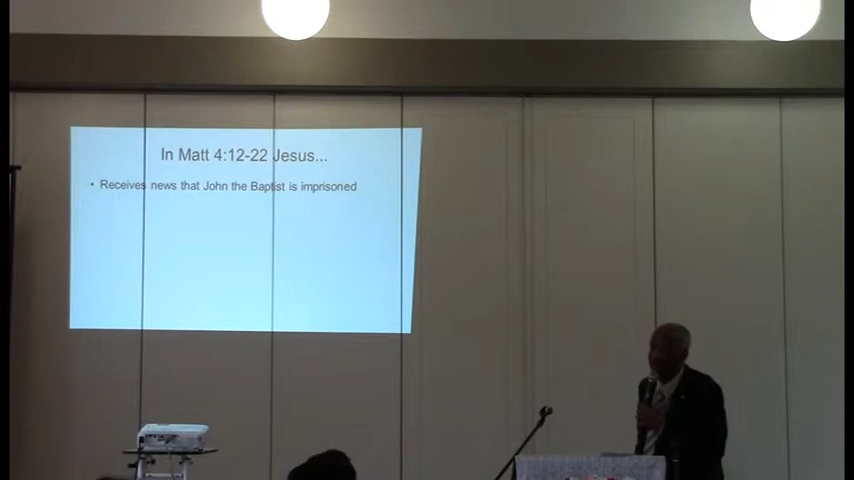 In Matt 4:12-22 Jesus...
• Receives news that John the Baptist is imprisoned